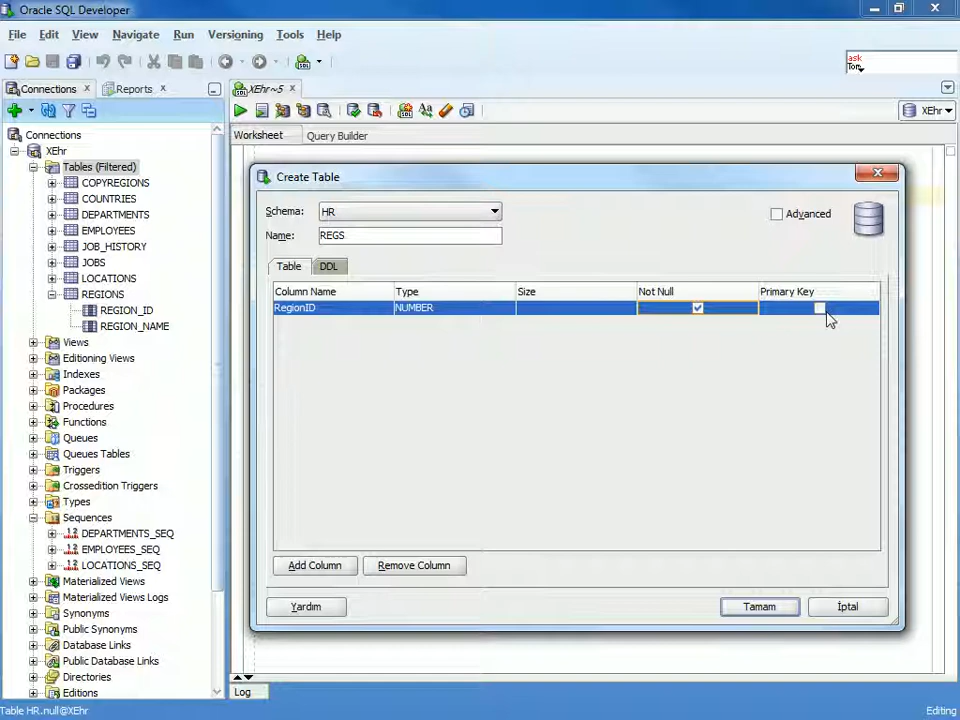 Oracle SQL Developer
File Edit View Navigate Run Versioning Tools Help
ask
Tom
Connections Reports XEhr~5
XEhr
Worksheet Query Builder
Connections
XEhr
Tables (Filtered)
COPYREGIONS
COUNTRIES
DEPARTMENTS
EMPLOYEES
JOB_HISTORY
JOBS
LOCATIONS
REGIONS
REGION_ID
REGION_NAME
Views
Editioning Views
Indexes
Packages
Procedures
Functions
Queues
Queues Tables
Triggers
Crossedition Triggers
Types
Sequences
DEPARTMENTS_SEQ
EMPLOYEES_SEQ
LOCATIONS_SEQ
Materialized Views
Materialized Views Logs
Synonyms
Public Synonyms
Database Links
Public Database Links
Directories
Editions
Create Table
Schema: HR Advanced
Name: REGS
Table DDL
Column Name Type Size Not Null Primary Key
RegionID NUMBER
Add Column Remove Column
Yardım Tamam İptal
Log
Table HR.null@XEhr Editing